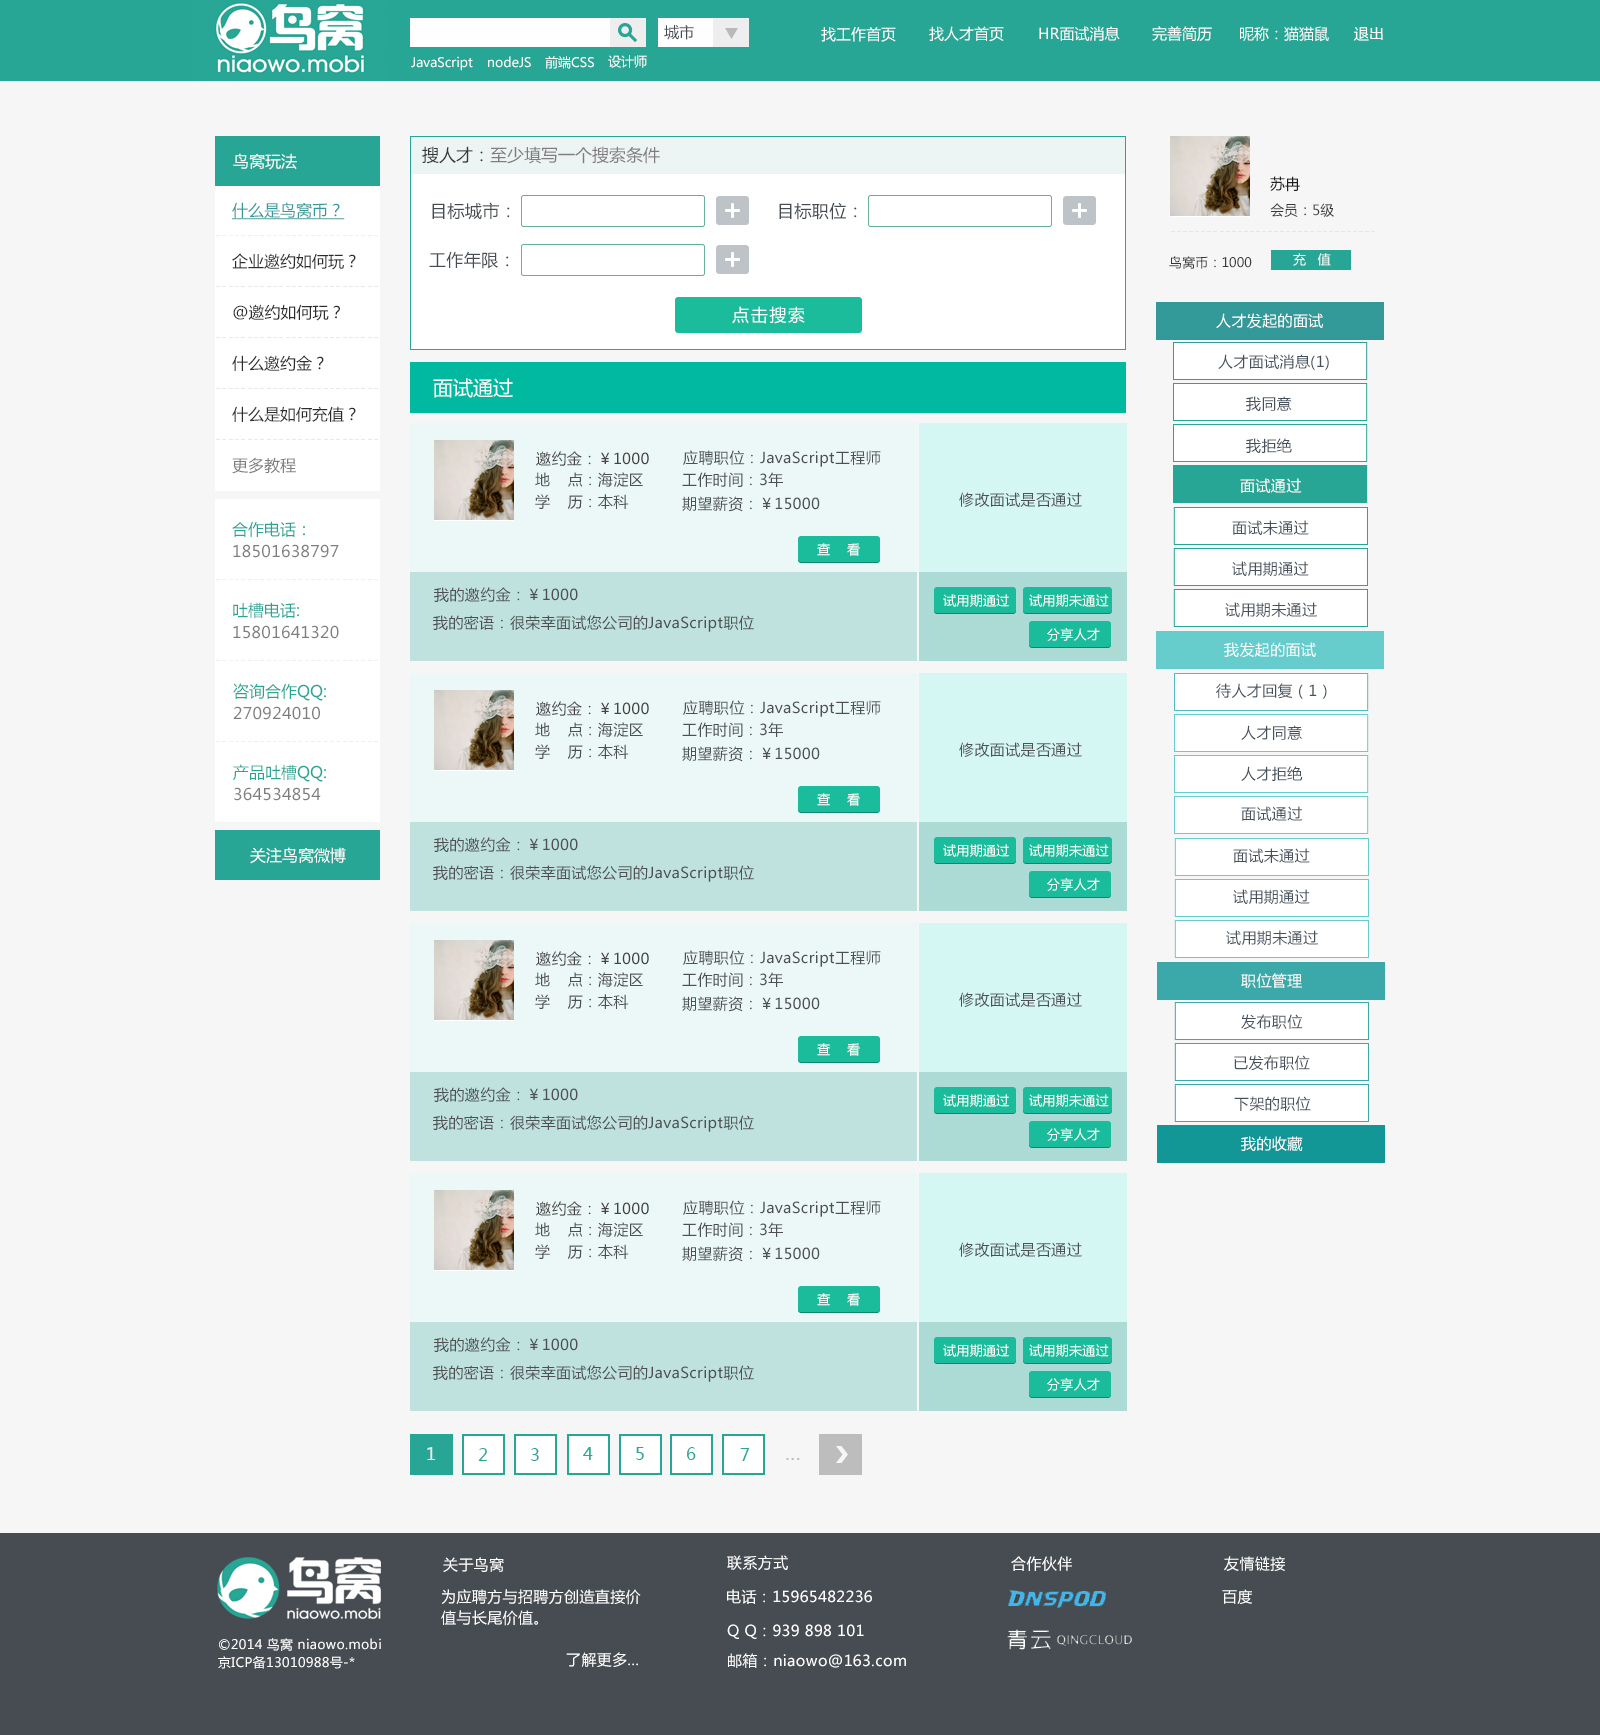 鸟窝
niaowo.mobi
城市
JavaScript nodeJS 前端CSS 设计师
找工作首页 找人才首页 HR面试消息 完善简历 昵称：猫猫鼠 退出
鸟窝玩法
什么是鸟窝币？
企业邀约如何玩？
@邀约如何玩？
什么邀约金？
什么是如何充值？
更多教程
合作电话：
18501638797
吐槽电话:
15801641320
咨询合作QQ:
270924010
产品吐槽QQ:
364534854
关注鸟窝微博
搜人才：至少填写一个搜索条件
目标城市： 目标职位：
工作年限：
点击搜索
面试通过
邀约金：￥1000 应聘职位：JavaScript工程师
地 点：海淀区 工作时间：3年
学 历：本科 期望薪资：￥15000
修改面试是否通过
查 看
我的邀约金：￥1000
我的密语：很荣幸面试您公司的JavaScript职位
试用期通过 试用期未通过
分享人才
邀约金：￥1000 应聘职位：JavaScript工程师
地 点：海淀区 工作时间：3年
学 历：本科 期望薪资：￥15000
修改面试是否通过
查 看
我的邀约金：￥1000
我的密语：很荣幸面试您公司的JavaScript职位
试用期通过 试用期未通过
分享人才
邀约金：￥1000 应聘职位：JavaScript工程师
地 点：海淀区 工作时间：3年
学 历：本科 期望薪资：￥15000
修改面试是否通过
查 看
我的邀约金：￥1000
我的密语：很荣幸面试您公司的JavaScript职位
试用期通过 试用期未通过
分享人才
邀约金：￥1000 应聘职位：JavaScript工程师
地 点：海淀区 工作时间：3年
学 历：本科 期望薪资：￥15000
修改面试是否通过
查 看
我的邀约金：￥1000
我的密语：很荣幸面试您公司的JavaScript职位
试用期通过 试用期未通过
分享人才
1 2 3 4 5 6 7 ...
苏冉
会员：5级
鸟窝币：1000 充 值
人才发起的面试
人才面试消息(1)
我同意
我拒绝
面试通过
面试未通过
试用期通过
试用期未通过
我发起的面试
待人才回复（1）
人才同意
人才拒绝
面试通过
面试未通过
试用期通过
试用期未通过
职位管理
发布职位
已发布职位
下架的职位
我的收藏
鸟窝
niaowo.mobi
©2014 鸟窝 niaowo.mobi
京ICP备13010988号-*
关于鸟窝
为应聘方与招聘方创造直接价
值与长尾价值。
了解更多...
联系方式
电话：15965482236
Q Q：939 898 101
邮箱：niaowo@163.com
合作伙伴
DNSPOD
青云 QINGCLOUD
友情链接
百度